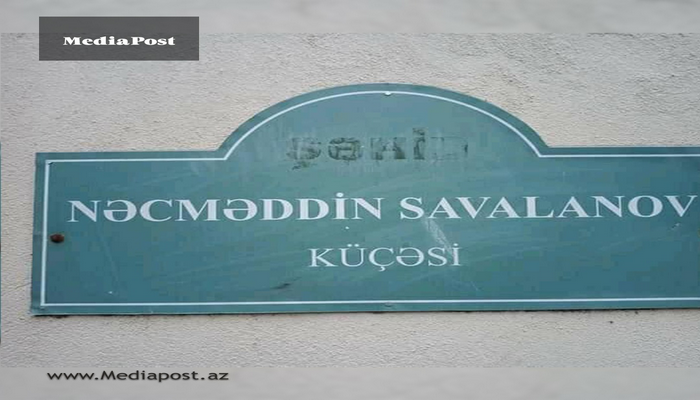 MediaPost
ŞƏHİD
NƏCMƏDDİN SAVALANOV
KÜÇƏSİ
www.Mediapost.az